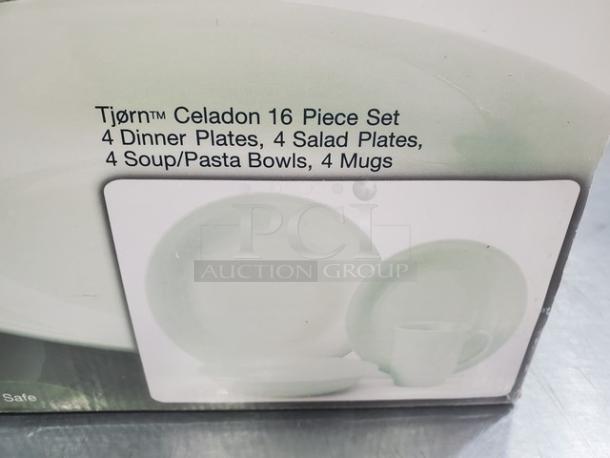 Tjørn™ Celadon 16 Piece Set
4 Dinner Plates, 4 Salad Plates,
4 Soup/Pasta Bowls, 4 Mugs
PCI
AUCTION GROUP
Safe